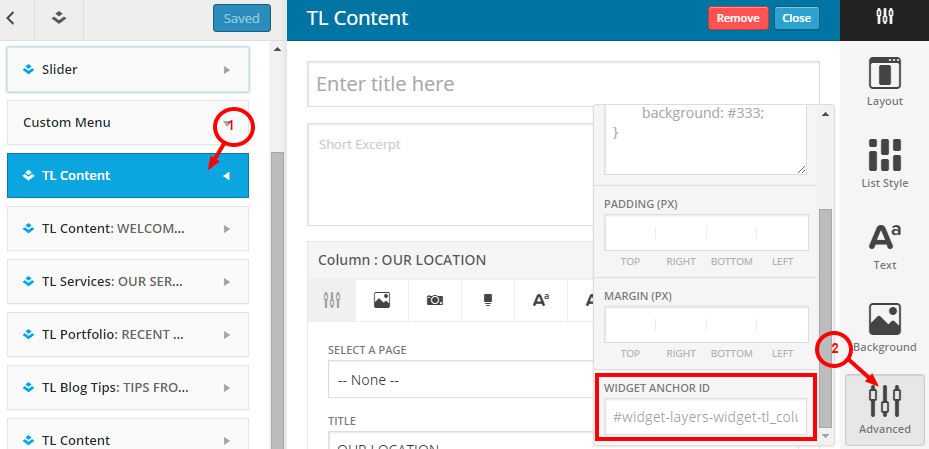 Saved
Slider
Custom Menu
1
TL Content
TL Content: WELCOM...
TL Services: OUR SER...
TL Portfolio: RECENT ...
TL Blog Tips: TIPS FRO...
TL Content
TL Content
Remove
Close
Enter title here
Short Excerpt
Column : OUR LOCATION
Aa
SELECT A PAGE
-- None --
TITLE
OUR LOCATION
background: #333;
}
PADDING (PX)
TOP RIGHT BOTTOM LEFT
MARGIN (PX)
TOP RIGHT BOTTOM LEFT
WIDGET ANCHOR ID
#widget-layers-widget-tl_colu
Layout
List Style
Aa
Text
Background
2
Advanced